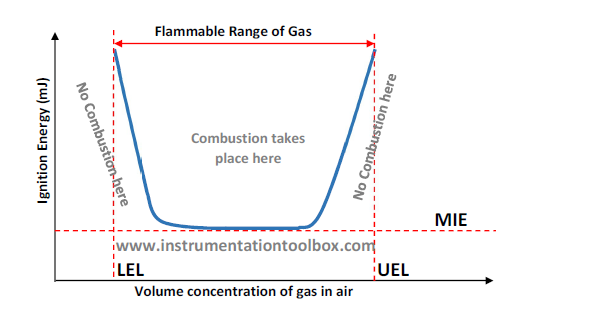 Flammable Range of Gas
Ignition Energy (mJ)
No Combustion here
Combustion takes
place here
No Combustion here
MIE
www.instrumentationtoolbox.com
LEL
UEL
Volume concentration of gas in air